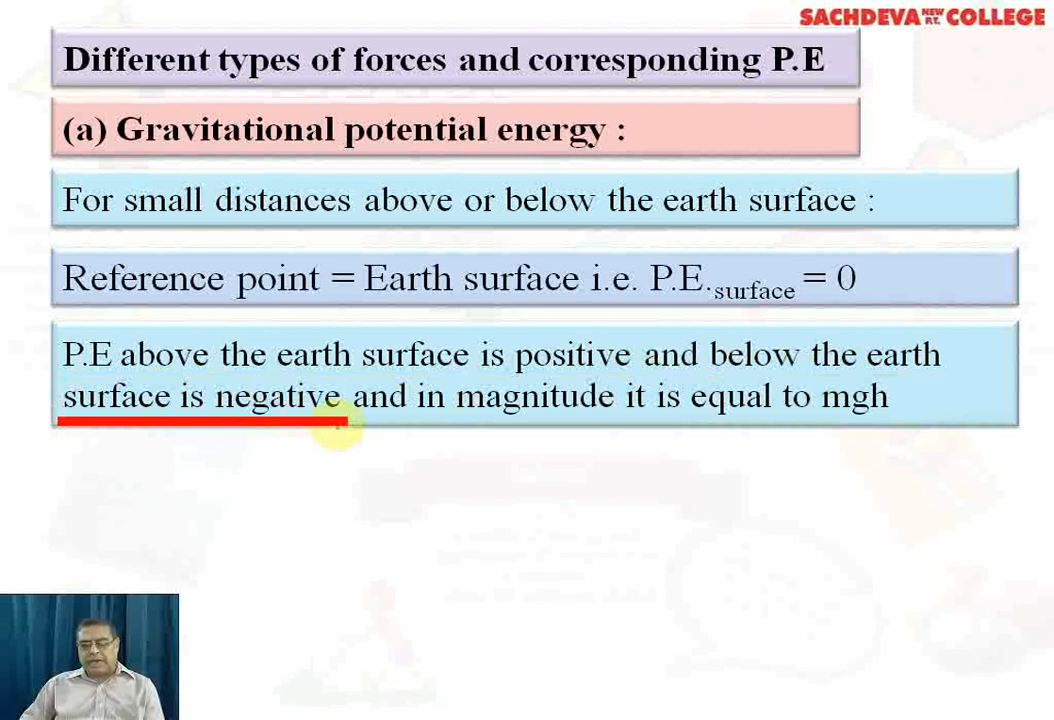 SACHDEVA NEW P.T. COLLEGE
Different types of forces and corresponding P.E
(a) Gravitational potential energy :
For small distances above or below the earth surface :
Reference point = Earth surface i.e. P.E.surface = 0
P.E above the earth surface is positive and below the earth
surface is negative and in magnitude it is equal to mgh